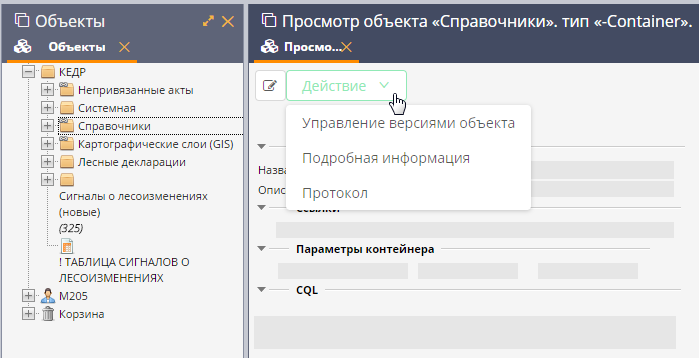 Объекты
Объекты
КЕДР
Непривязанные акты
Системная
Справочники
Картографические слои (GIS)
Лесные декларации
Сигналы о лесоизменениях
(новые)
(325)
! ТАБЛИЦА СИГНАЛОВ О
ЛЕСОИЗМЕНЕНИЯХ
М205
Корзина
Просмотр объекта «Справочники». тип «-Container».
Просмо...
Действие
Управление версиями объекта
Подробная информация
Протокол
Назва
Опис
Ссылки
Параметры контейнера
CQL